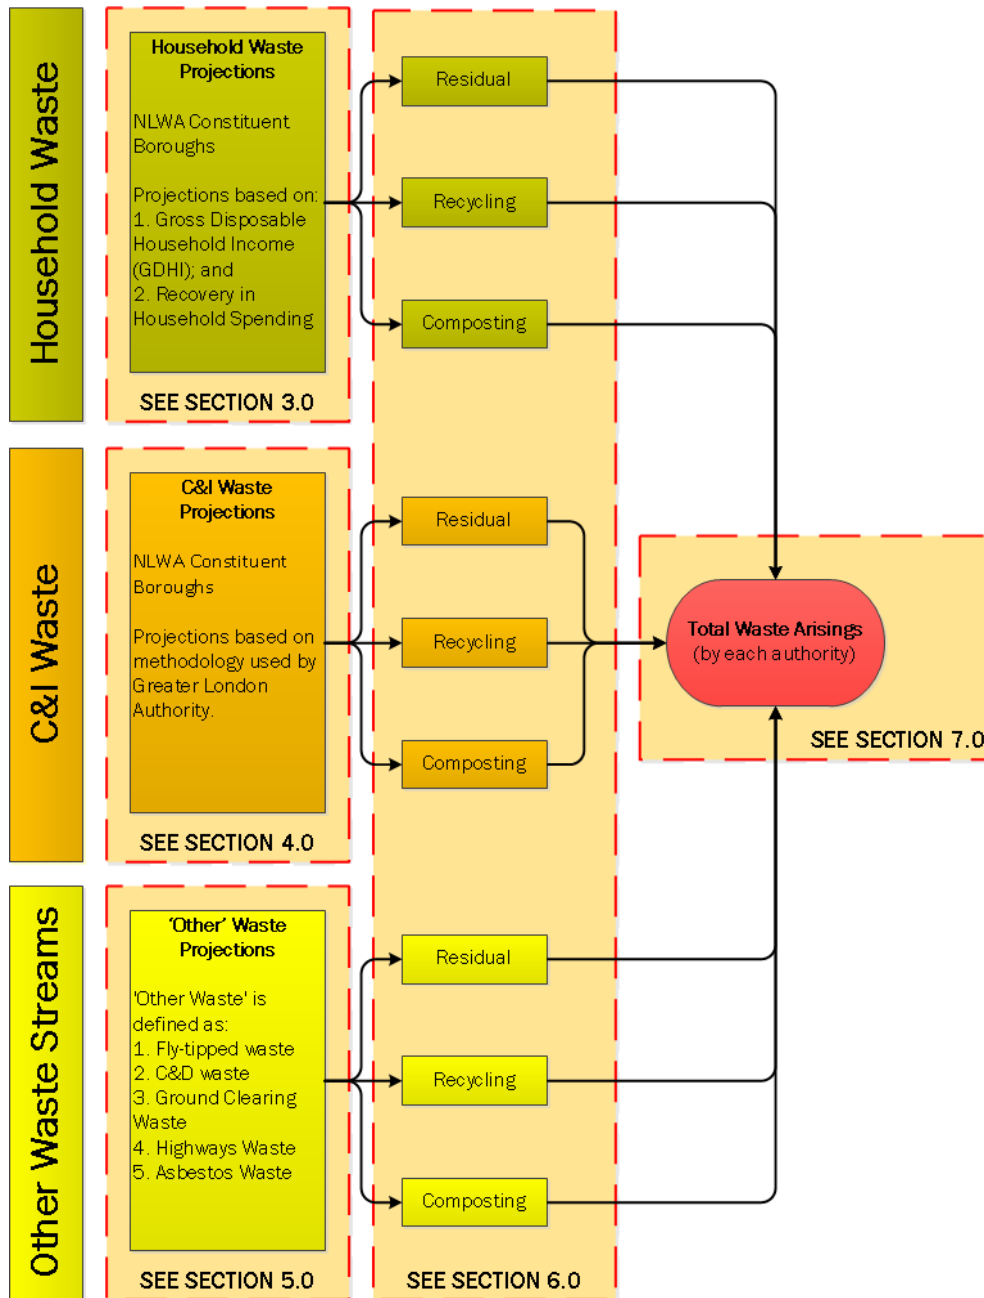 Household Waste
Household Waste
Projections
NLWA Constituent
Boroughs
Projections based on:
1. Gross Disposable
Household Income
(GDHI); and
2. Recovery in
Household Spending
SEE SECTION 3.0
Residual
Recycling
Composting
C&I Waste
C&I Waste
Projections
NLWA Constituent
Boroughs
Projections based on
methodology used by
Greater London
Authority.
SEE SECTION 4.0
Residual
Recycling
Composting
Total Waste Arisings
(by each authority)
SEE SECTION 7.0
Other Waste Streams
‘Other’ Waste
Projections
'Other Waste' is
defined as:
1. Fly-tipped waste
2. C&D waste
3. Ground Clearing
Waste
4. Highways Waste
5. Asbestos Waste
SEE SECTION 5.0
Residual
Recycling
Composting
SEE SECTION 6.0